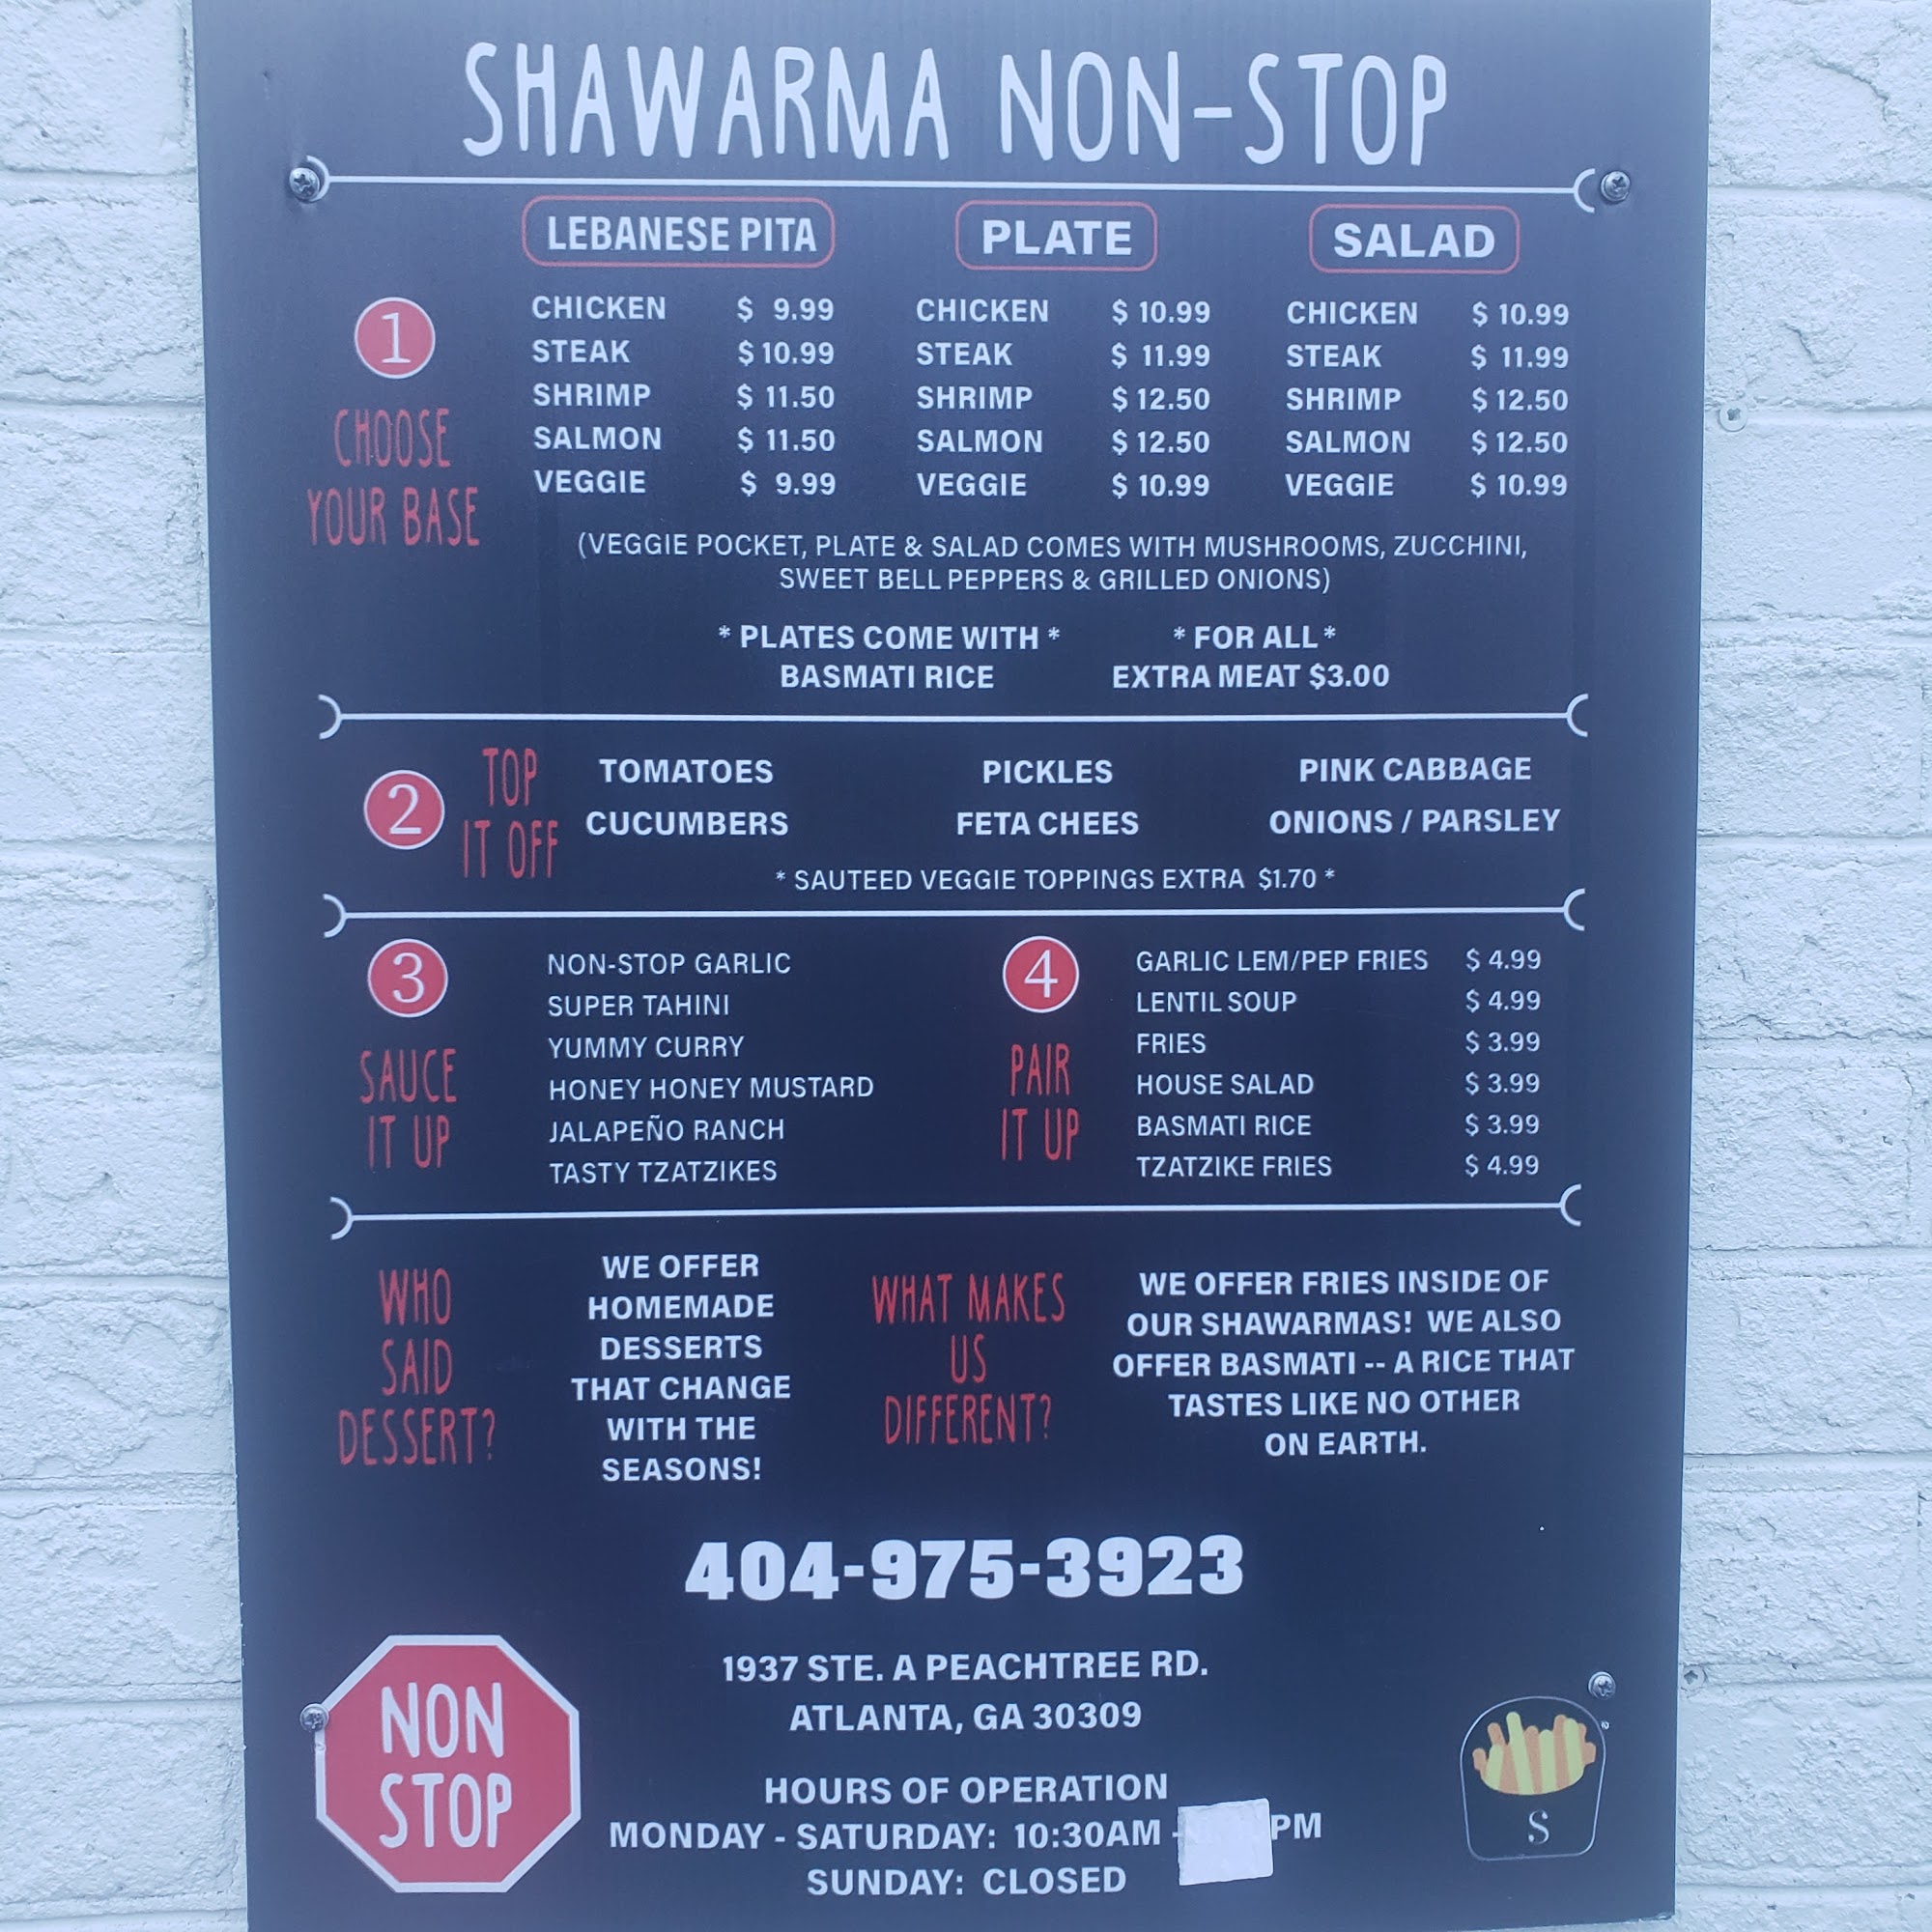 SHAWARMA NON-STOP
LEBANESE PITA PLATE SALAD
1
CHOOSE
YOUR BASE
CHICKEN $ 9.99 CHICKEN $ 10.99 CHICKEN $ 10.99
STEAK $ 10.99 STEAK $ 11.99 STEAK $ 11.99
SHRIMP $ 11.50 SHRIMP $ 12.50 SHRIMP $ 12.50
SALMON $ 11.50 SALMON $ 12.50 SALMON $ 12.50
VEGGIE $ 9.99 VEGGIE $ 10.99 VEGGIE $ 10.99
(VEGGIE POCKET, PLATE & SALAD COMES WITH MUSHROOMS, ZUCCHINI,
SWEET BELL PEPPERS & GRILLED ONIONS)
* PLATES COME WITH * * FOR ALL *
BASMATI RICE EXTRA MEAT $3.00
2
TOP
IT OFF
TOMATOES PICKLES PINK CABBAGE
CUCUMBERS FETA CHEES ONIONS / PARSLEY
* SAUTEED VEGGIE TOPPINGS EXTRA $1.70 *
3
SAUCE
IT UP
NON-STOP GARLIC
SUPER TAHINI
YUMMY CURRY
HONEY HONEY MUSTARD
JALAPEÑO RANCH
TASTY TZATZIKES
4
PAIR
IT UP
GARLIC LEM/PEP FRIES $ 4.99
LENTIL SOUP $ 4.99
FRIES $ 3.99
HOUSE SALAD $ 3.99
BASMATI RICE $ 3.99
TZATZIKE FRIES $ 4.99
WHO
SAID
DESSERT?
WE OFFER
HOMEMADE
DESSERTS
THAT CHANGE
WITH THE
SEASONS!
WHAT MAKES
US
DIFFERENT?
WE OFFER FRIES INSIDE OF
OUR SHAWARMAS! WE ALSO
OFFER BASMATI -- A RICE THAT
TASTES LIKE NO OTHER
ON EARTH.
404-975-3923
1937 STE. A PEACHTREE RD.
ATLANTA, GA 30309
HOURS OF OPERATION
MONDAY - SATURDAY: 10:30AM - PM
SUNDAY: CLOSED
NON
STOP
S